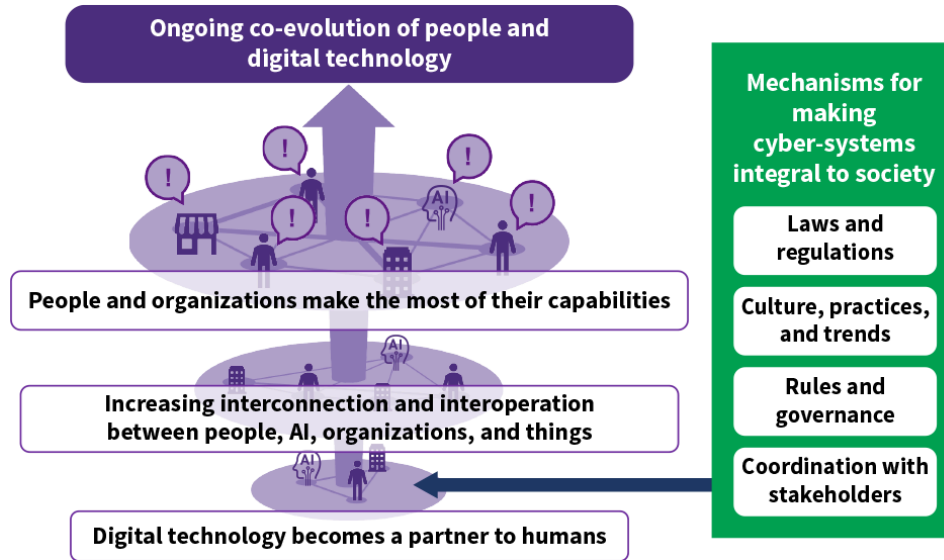 Ongoing co-evolution of people and
digital technology
!
!
!
!
!
!
AI
People and organizations make the most of their capabilities
AI
Increasing interconnection and interoperation
between people, AI, organizations, and things
AI
Digital technology becomes a partner to humans
Mechanisms for
making
cyber-systems
integral to society
Laws and
regulations
Culture, practices,
and trends
Rules and
governance
Coordination with
stakeholders